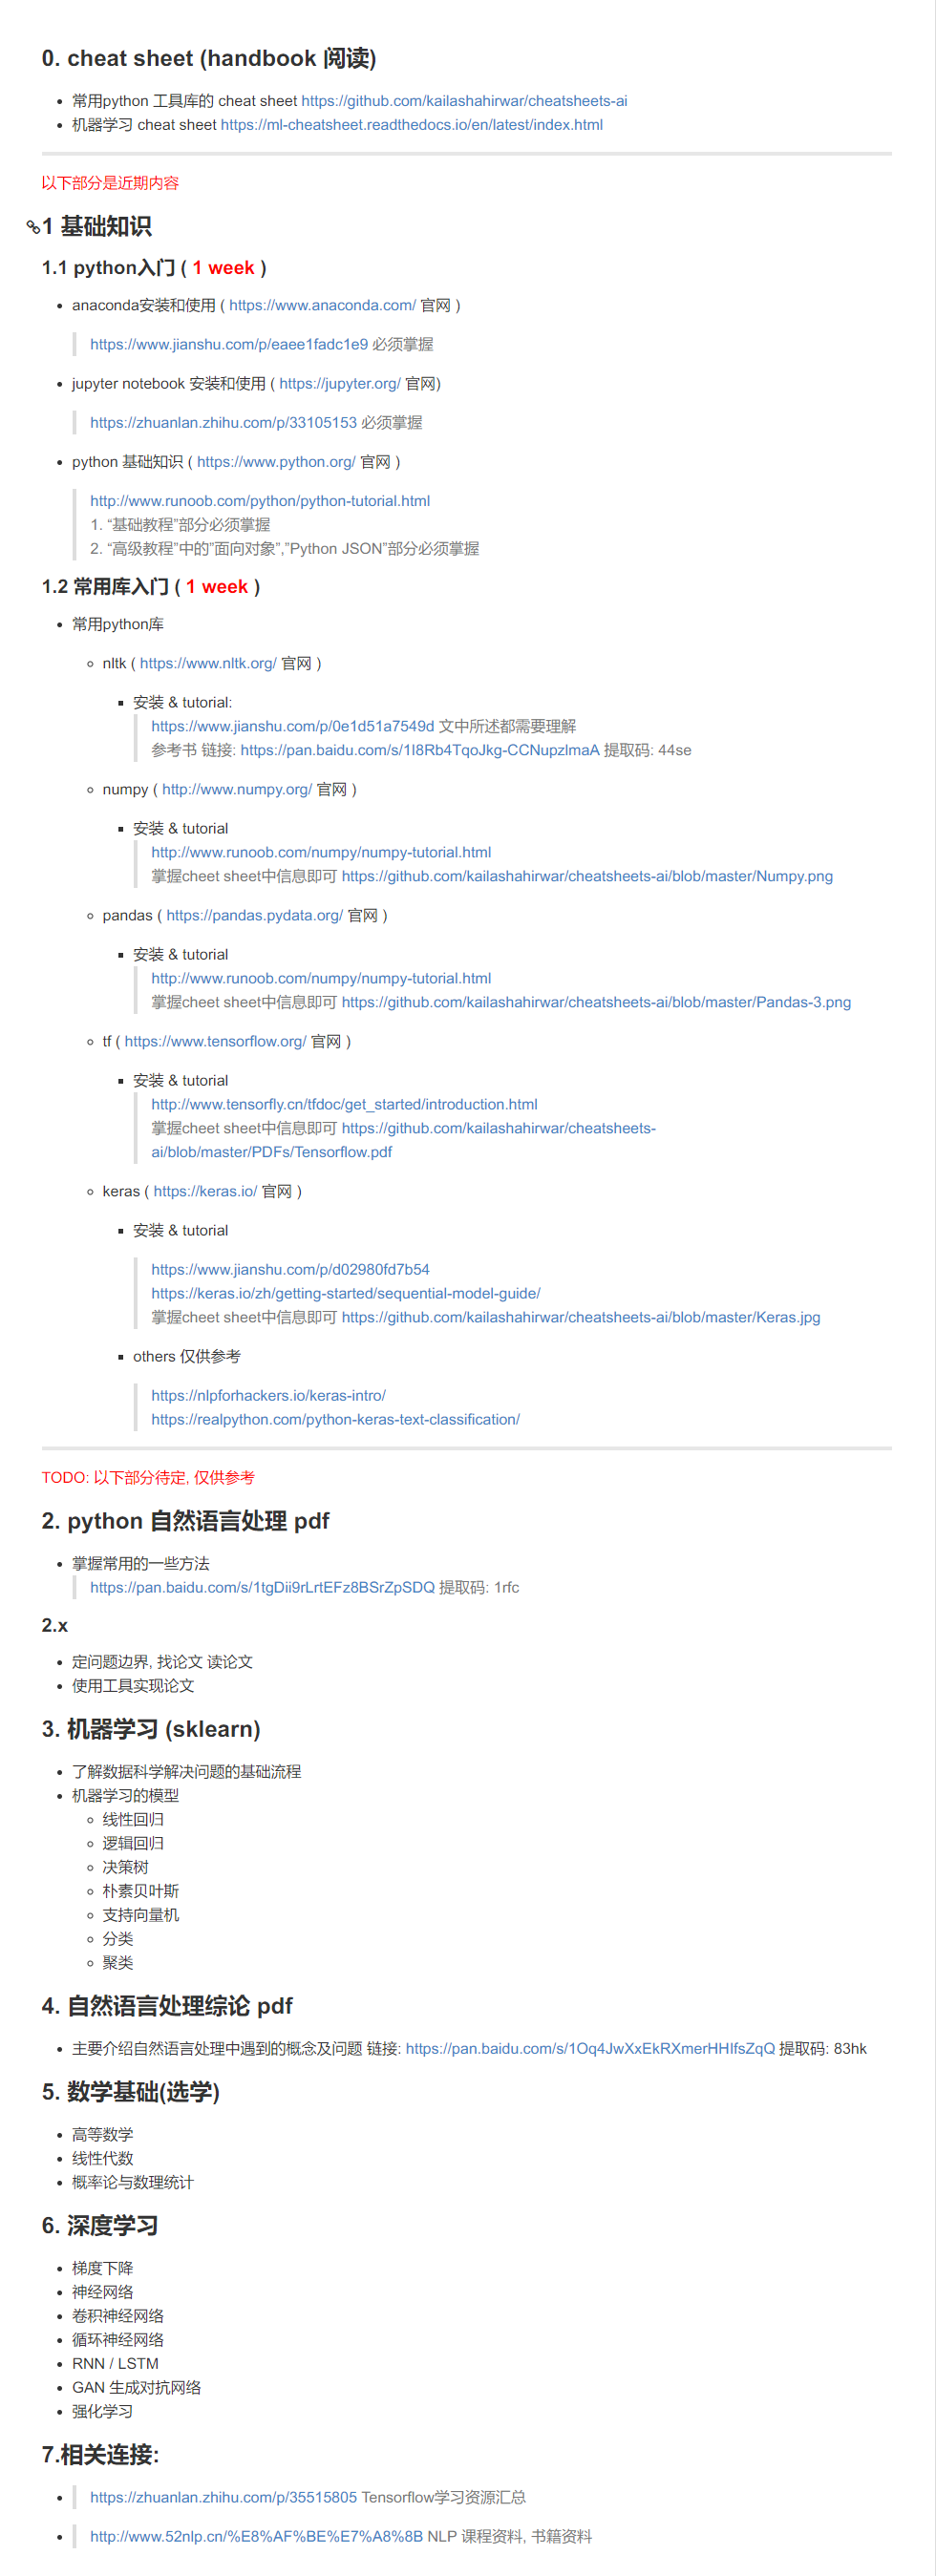 0. cheat sheet (handbook 阅读)
常用python 工具库的 cheat sheet https://github.com/kailashahirwar/cheatsheets-ai
机器学习 cheat sheet https://ml-cheatsheet.readthedocs.io/en/latest/index.html
以下部分是近期内容
1 基础知识
1.1 python入门 ( 1 week )
anaconda安装和使用 ( https://www.anaconda.com/ 官网 )
https://www.jianshu.com/p/eaee1fadc1e9 必须掌握
jupyter notebook 安装和使用 ( https://jupyter.org/ 官网)
https://zhuanlan.zhihu.com/p/33105153 必须掌握
python 基础知识 ( https://www.python.org/ 官网 )
http://www.runoob.com/python/python-tutorial.html
1. “基础教程”部分必须掌握
2. “高级教程”中的”面向对象”,”Python JSON”部分必须掌握
1.2 常用库入门 ( 1 week )
常用python库
nltk ( https://www.nltk.org/ 官网 )
安装 & tutorial:
https://www.jianshu.com/p/0e1d51a7549d 文中所述都需要理解
参考书 链接: https://pan.baidu.com/s/1I8Rb4TqoJkg-CCNupzlmaA 提取码: 44se
numpy ( http://www.numpy.org/ 官网 )
安装 & tutorial
http://www.runoob.com/numpy/numpy-tutorial.html
掌握cheet sheet中信息即可 https://github.com/kailashahirwar/cheatsheets-ai/blob/master/Numpy.png
pandas ( https://pandas.pydata.org/ 官网 )
安装 & tutorial
http://www.runoob.com/numpy/numpy-tutorial.html
掌握cheet sheet中信息即可 https://github.com/kailashahirwar/cheatsheets-ai/blob/master/Pandas-3.png
tf ( https://www.tensorflow.org/ 官网 )
安装 & tutorial
http://www.tensorfly.cn/tfdoc/get_started/introduction.html
掌握cheet sheet中信息即可 https://github.com/kailashahirwar/cheatsheets-
ai/blob/master/PDFs/Tensorflow.pdf
keras ( https://keras.io/ 官网 )
安装 & tutorial
https://www.jianshu.com/p/d02980fd7b54
https://keras.io/zh/getting-started/sequential-model-guide/
掌握cheet sheet中信息即可 https://github.com/kailashahirwar/cheatsheets-ai/blob/master/Keras.jpg
others 仅供参考
https://nlpforhackers.io/keras-intro/
https://realpython.com/python-keras-text-classification/
TODO: 以下部分待定, 仅供参考
2. python 自然语言处理 pdf
掌握常用的一些方法
https://pan.baidu.com/s/1tgDii9rLrtEFz8BSrZpSDQ 提取码: 1rfc
2.x
定问题边界, 找论文 读论文
使用工具实现论文
3. 机器学习 (sklearn)
了解数据科学解决问题的基础流程
机器学习的模型
线性回归
逻辑回归
决策树
朴素贝叶斯
支持向量机
分类
聚类
4. 自然语言处理综论 pdf
主要介绍自然语言处理中遇到的概念及问题 链接: https://pan.baidu.com/s/1Oq4JwXxEkRXmerHHIfsZqQ 提取码: 83hk
5. 数学基础(选学)
高等数学
线性代数
概率论与数理统计
6. 深度学习
梯度下降
神经网络
卷积神经网络
循环神经网络
RNN / LSTM
GAN 生成对抗网络
强化学习
7.相关连接:
https://zhuanlan.zhihu.com/p/35515805 Tensorflow学习资源汇总
http://www.52nlp.cn/%E8%AF%BE%E7%A8%8B NLP 课程资料, 书籍资料